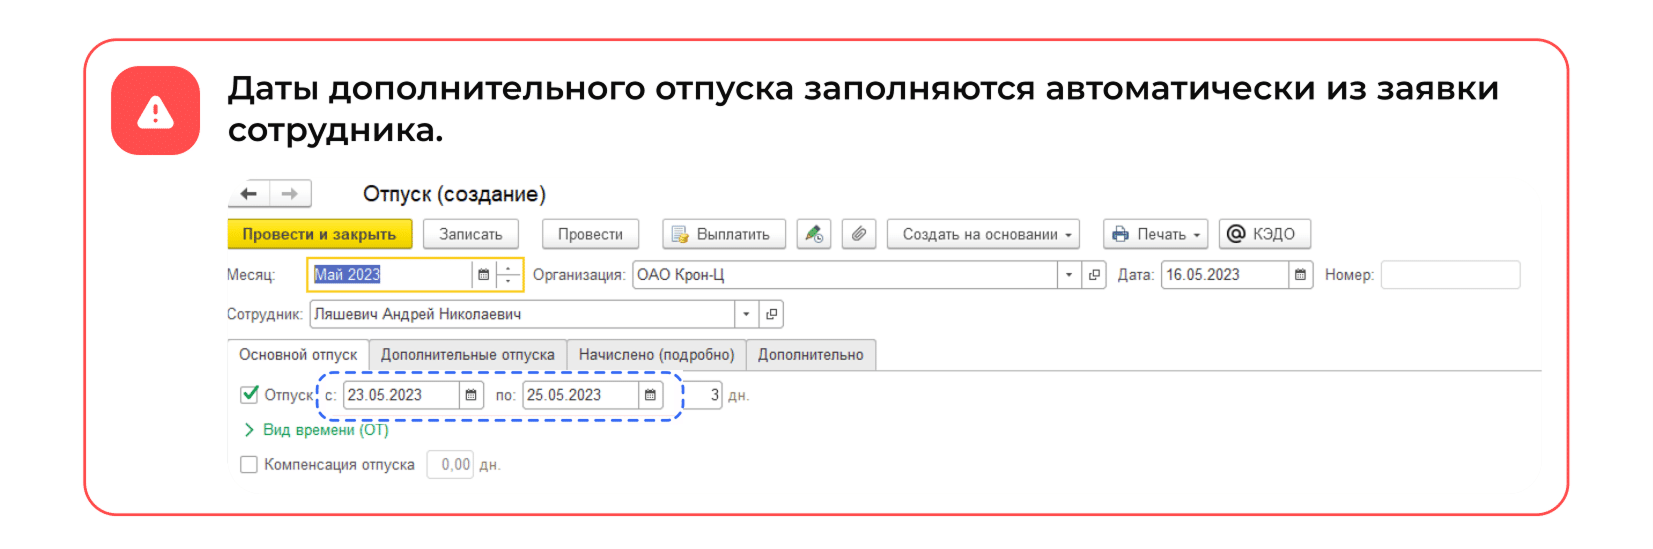 Даты дополнительного отпуска заполняются автоматически из заявки
сотрудника.
Отпуск (создание)
Провести и закрыть Записать Провести Выплатить Создать на основании Печать @ КЭДО
Месяц: Май 2023 Организация: ОАО Крон-Ц Дата: 16.05.2023 Номер:
Сотрудник: Ляшевич Андрей Николаевич
Основной отпуск Дополнительные отпуска Начислено (подробно) Дополнительно
Отпуск с: 23.05.2023 по: 25.05.2023 3 дн.
Вид времени (ОТ)
Компенсация отпуска 0,00 дн.